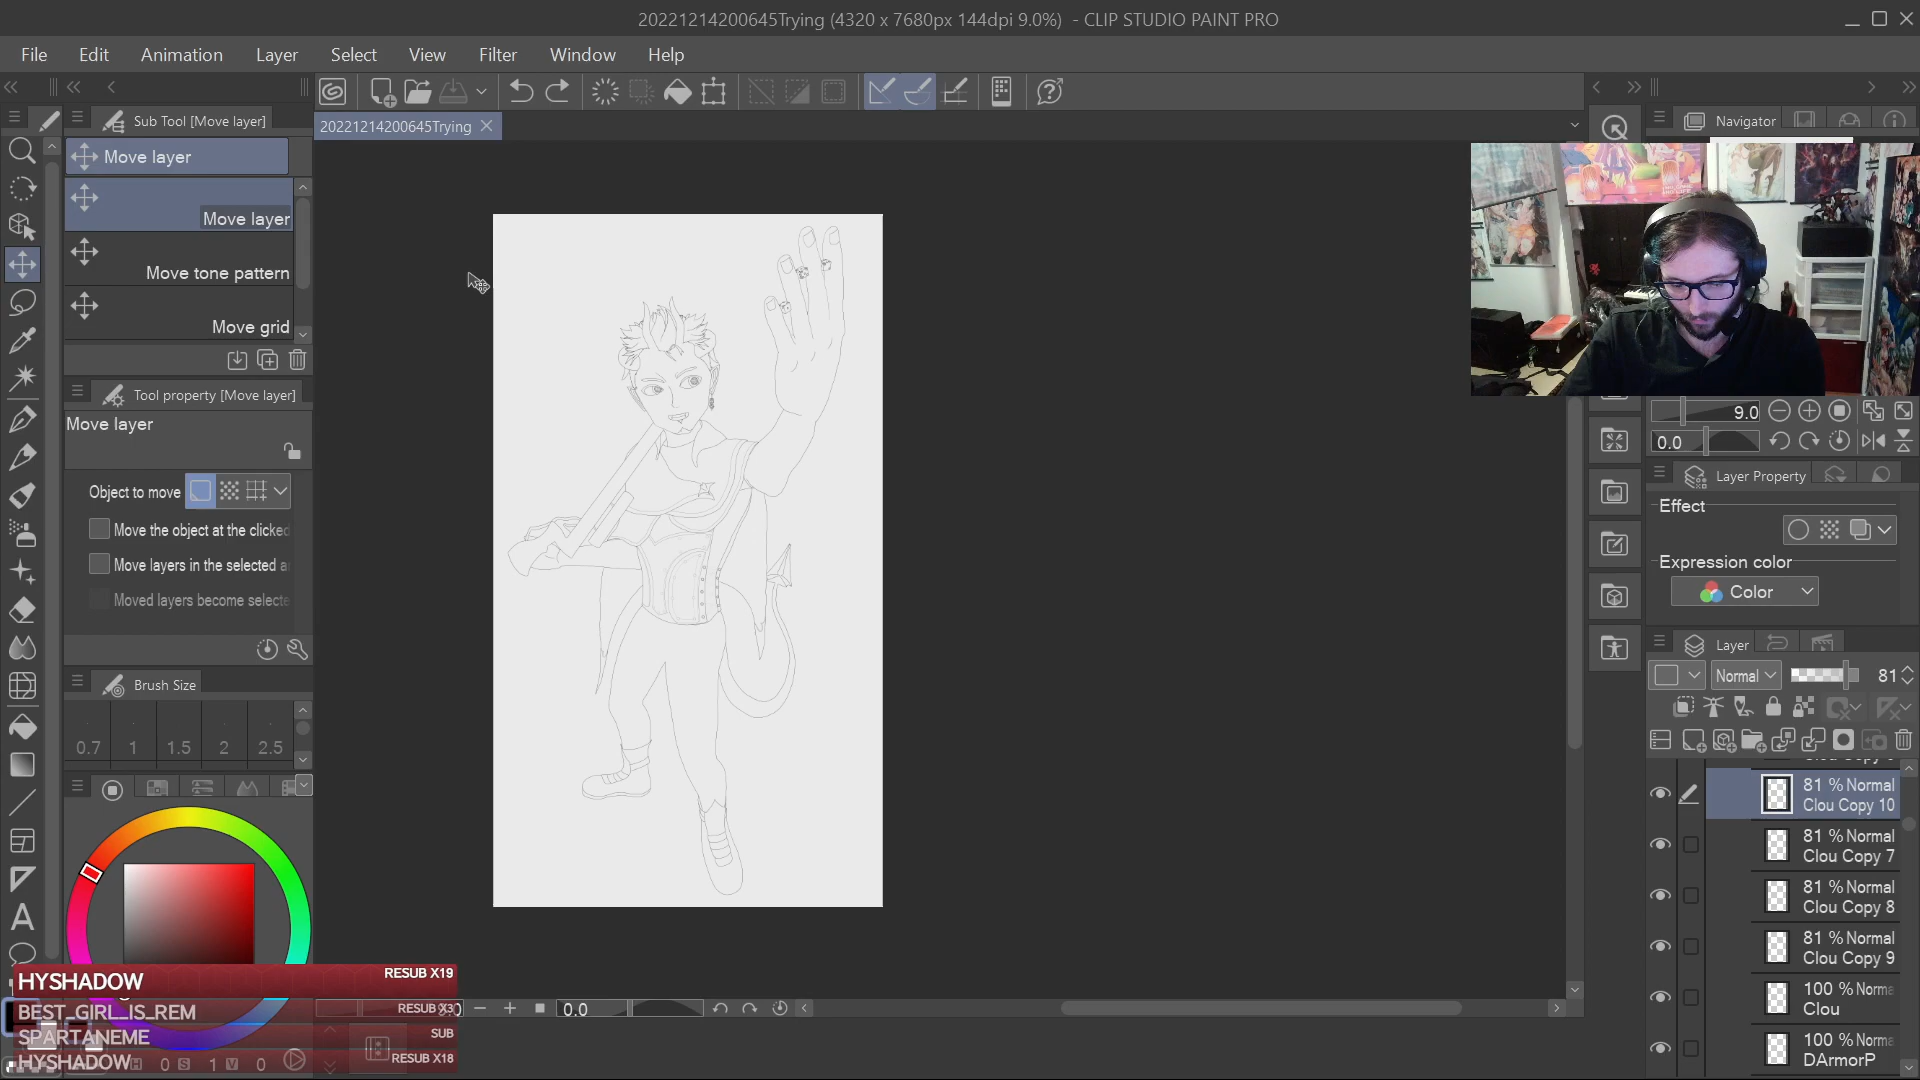 20221214200645Trying (4320 x 7680px 144dpi 9.0%)  - CLIP STUDIO PAINT PRO
File Edit Animation Layer Select View Filter Window Help
Sub Tool [Move layer]
20221214200645Trying
Navigator
Move layer
Move layer
Move tone pattern
Move grid
Tool property [Move layer]
Move layer
Object to move
Move the object at the clicked
Move layers in the selected a
Moved layers become selecte
Brush Size
0.7 1 1.5 2 2.5
9.0
0.0
Layer Property
Effect
Expression color
Color
Layer
Normal 81
81 % Normal
Clou Copy 10
81 % Normal
Clou Copy 7
81 % Normal
Clou Copy 8
81 % Normal
Clou Copy 9
100 % Norma
Clou
100 % Norma
DArmorP
0.0
HYSHADOW RESUB X19
BEST_GIRL_IS_REM RESUB X3
SPARTANEME SUB
HYSHADOW RESUB X18
H 0 S 1 V 0